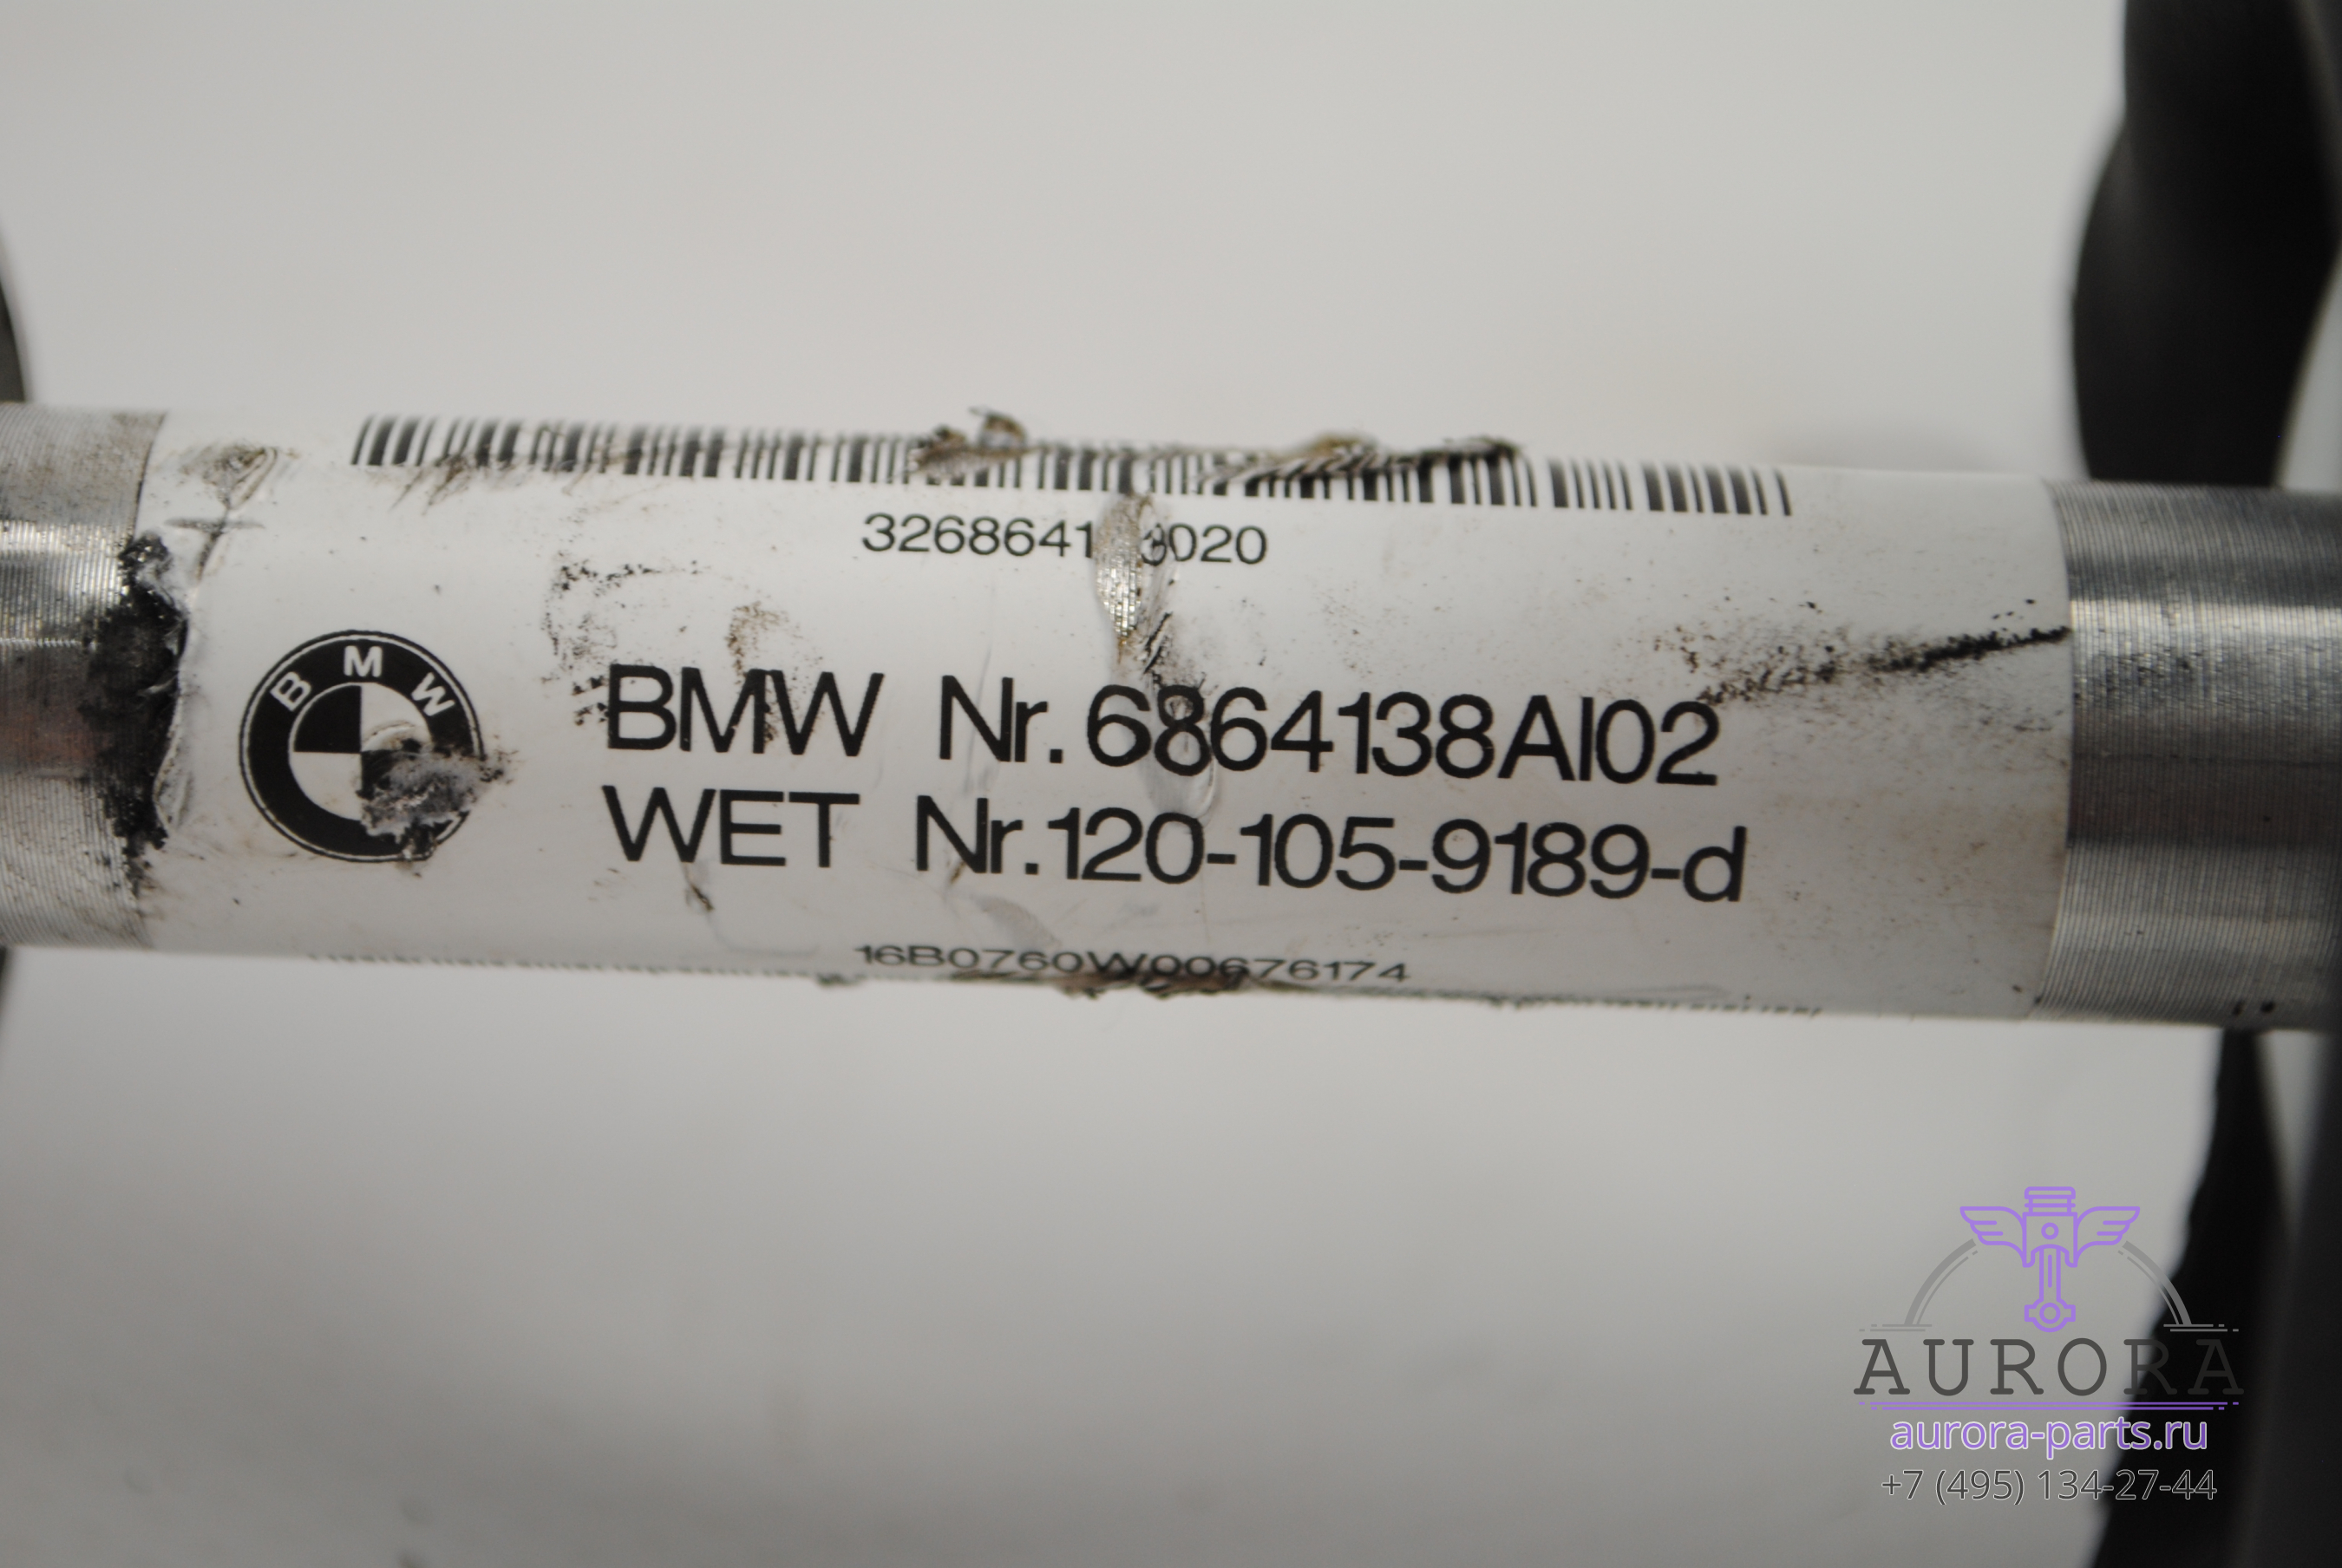 BMW
BMW Nr. 6864138AI02
WET Nr.120-105-9189-d
16B0760W00676174
AURORA
aurora-parts.ru
+7 (495) 134-27-44